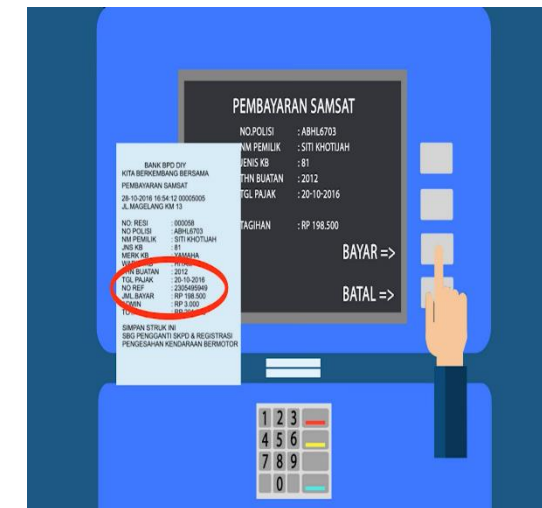 PEMBAYARAN SAMSAT
NO.POLISI : ABHL6703
NM PEMILIK : SITI KHOTIJAH
JENIS KB : 81
THN BUATAN : 2012
TGL PAJAK : 20-10-2016
TAGIHAN : RP 198.500
BAYAR =>
BATAL =>
BANK BPD DIY
KITA BERKEMBANG BERSAMA
PEMBAYARAN SAMSAT
28-10-2016 16:54:12 00005005
JL.MAGELANG KM 13
NO. RESI : 000058
NO POLISI : ABHL6703
NM PEMILIK : SITI KHOTIJAH
JNS KB : 81
MERK KB : YAMAHA
THN BUATAN : 2012
TGL PAJAK : 20-10-2016
NO REF : 2305495949
JML.BAYAR : RP 198.500
ADMIN : RP 3.000
SIMPAN STRUK INI
SBG PENGGANTI SKPD & REGISTRASI
PENGESAHAN KENDARAAN BERMOTOR
1 2 3
4 5 6
7 8 9
0